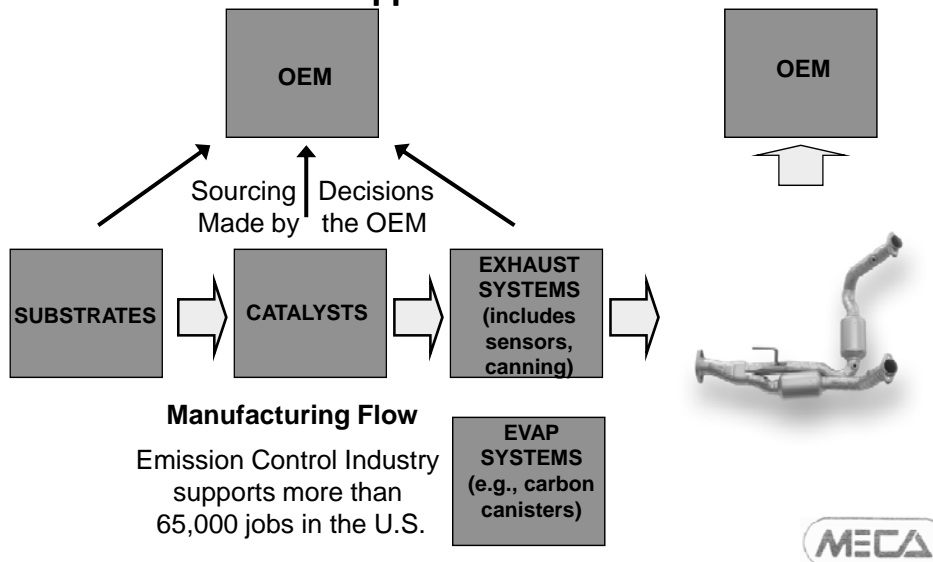 OEM
OEM
Sourcing Decisions
Made by the OEM
SUBSTRATES
CATALYSTS
EXHAUST
SYSTEMS
(includes
sensors,
canning)
Manufacturing Flow
Emission Control Industry
supports more than
65,000 jobs in the U.S.
EVAP
SYSTEMS
(e.g., carbon
canisters)
MECA